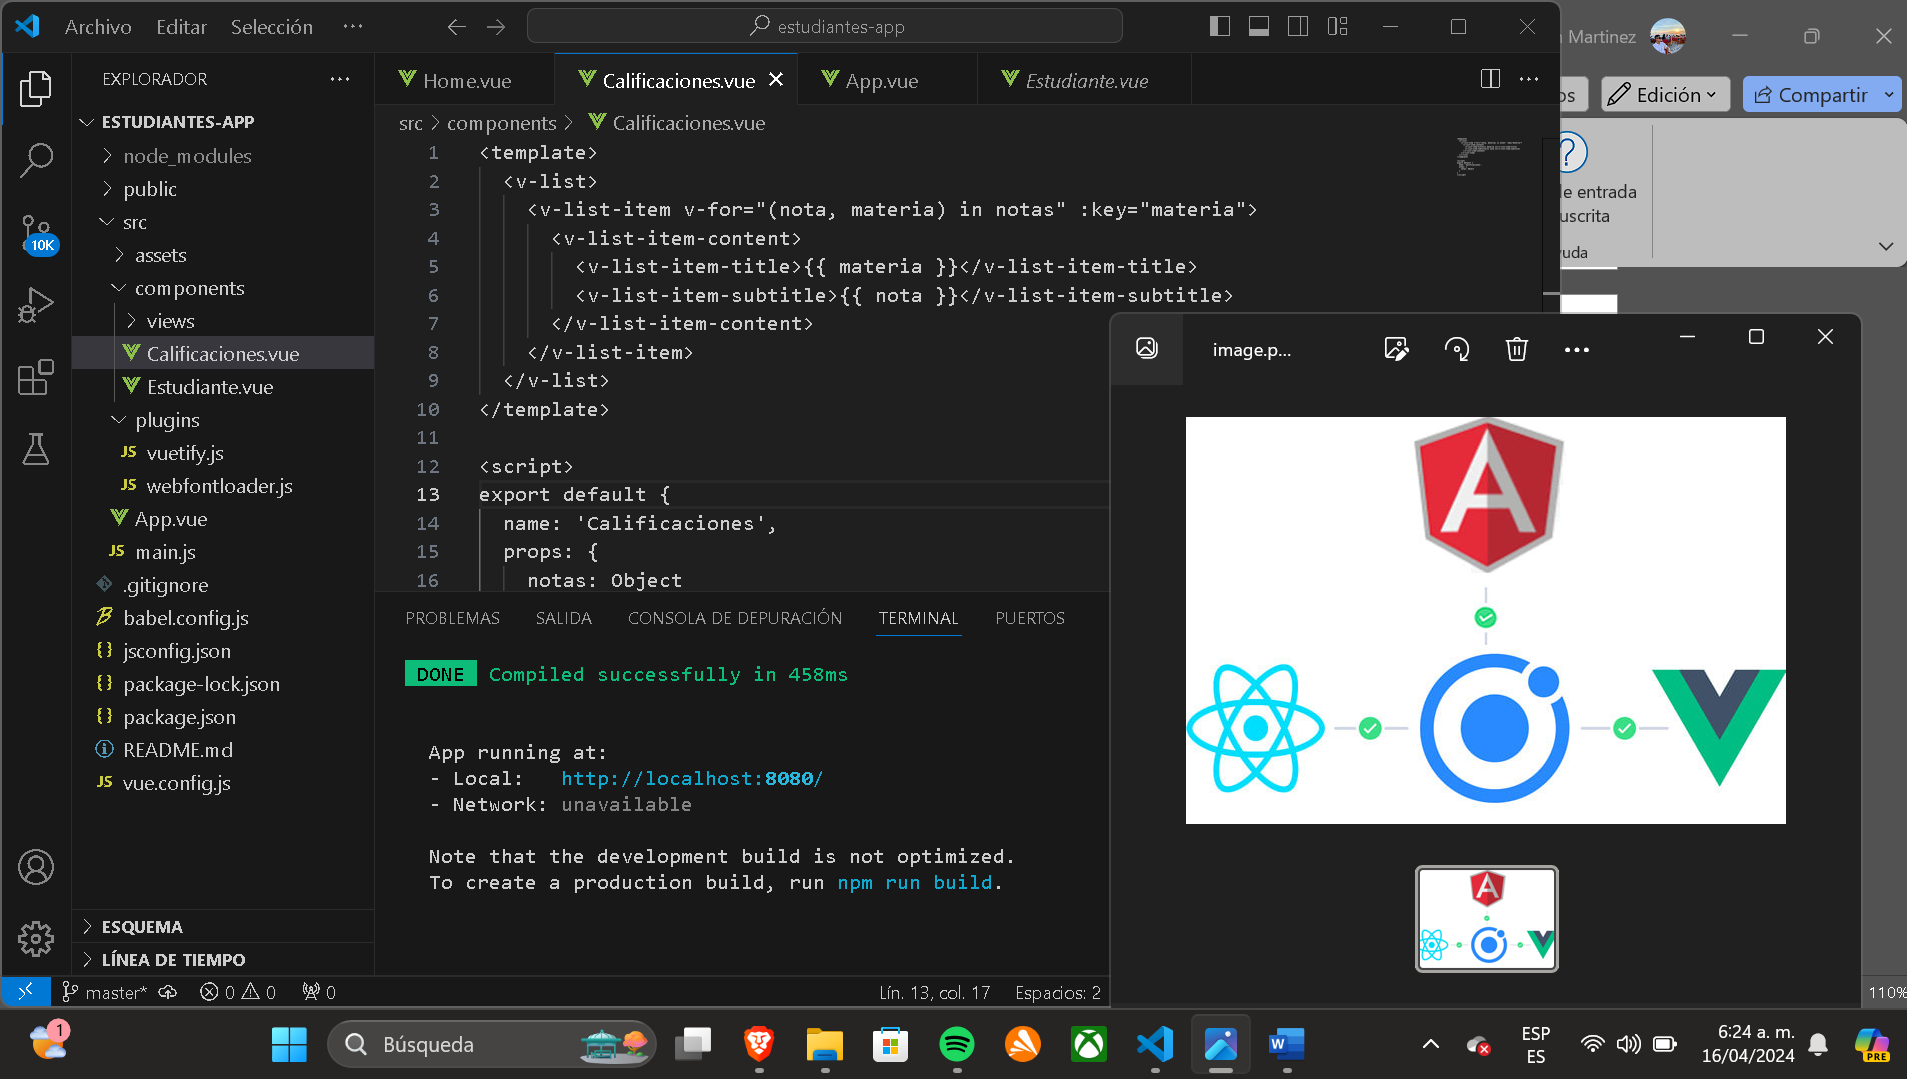 Archivo Editar Selección ··· estudiantes-app
Martinez
EXPLORADOR ···
Home.vue Calificaciones.vue App.vue Estudiante.vue ···
os Edición Compartir
ESTUDIANTES-APP
src > components > Calificaciones.vue
node_modules
public
src
10K
assets
components
views
Calificaciones.vue
Estudiante.vue
plugins
JS vuetify.js
JS webfontloader.js
App.vue
JS main.js
.gitignore
babel.config.js
{} jsconfig.json
{} package-lock.json
{} package.json
README.md
JS vue.config.js
ESQUEMA
LÍNEA DE TIEMPO
1 <template>
2 <v-list>
3 <v-list-item v-for="(nota, materia) in notas" :key="materia">
4 <v-list-item-content>
5 <v-list-item-title>{{ materia }}</v-list-item-title>
6 <v-list-item-subtitle>{{ nota }}</v-list-item-subtitle>
7 </v-list-item-content>
8 </v-list-item>
9 </v-list>
10 </template>
11
12 <script>
13 export default {
14 name: 'Calificaciones',
15 props: {
16 notas: Object
PROBLEMAS SALIDA CONSOLA DE DEPURACIÓN TERMINAL PUERTOS
DONE Compiled successfully in 458ms
App running at:
- Local: http://localhost:8080/
- Network: unavailable
Note that the development build is not optimized.
To create a production build, run npm run build.
?
de entrada
uscrita
yuda
image.p...
A
A
master* 0 0 0
Lín. 13, col. 17 Espacios: 2
110%
1
Búsqueda
W
ESP
ES
6:24 a. m.
16/04/2024
PRE